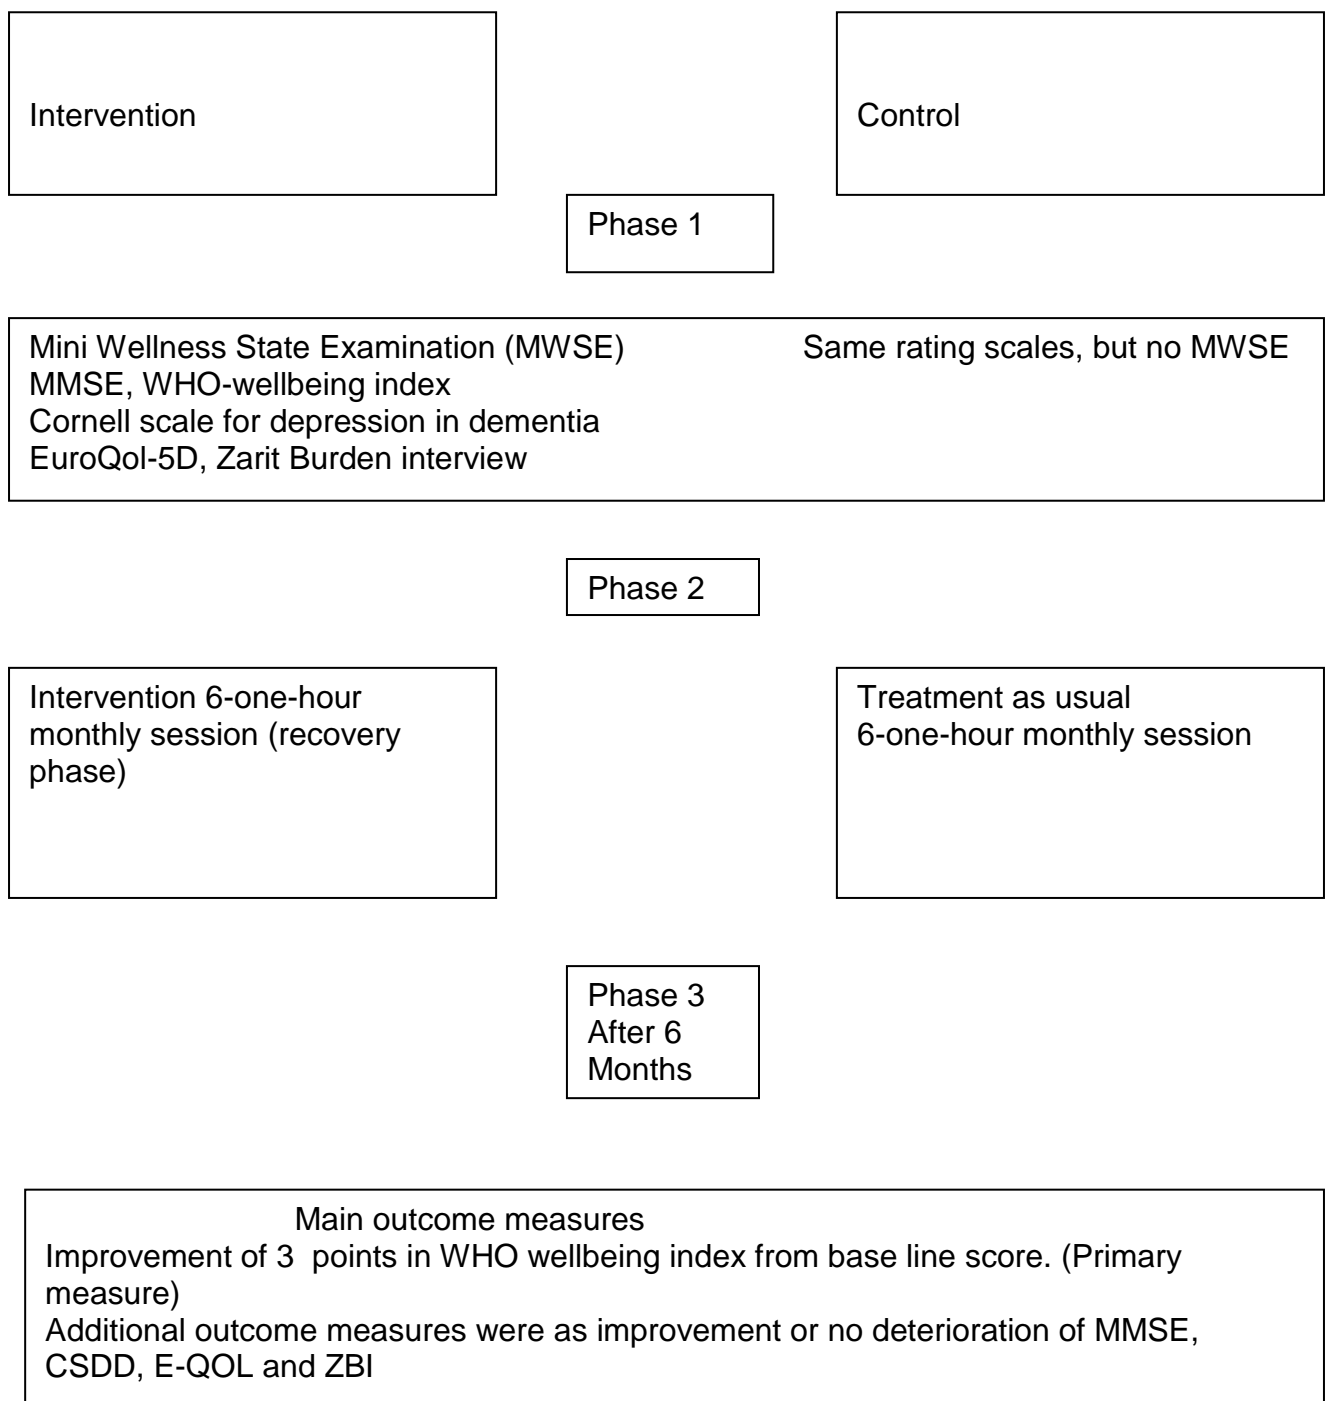 Intervention
Control
Phase 1
Mini Wellness State Examination (MWSE)
Same rating scales, but no MWSE
MMSE, WHO-wellbeing index
Cornell scale for depression in dementia
EuroQol-5D, Zarit Burden interview
Phase 2
Intervention 6-one-hour
monthly session (recovery
phase)
Treatment as usual
6-one-hour monthly session
Phase 3
After 6
Months
Main outcome measures
Improvement of 3 points in WHO wellbeing index from base line score. (Primary
measure)
Additional outcome measures were as improvement or no deterioration of MMSE,
CSDD, E-QOL and ZBI